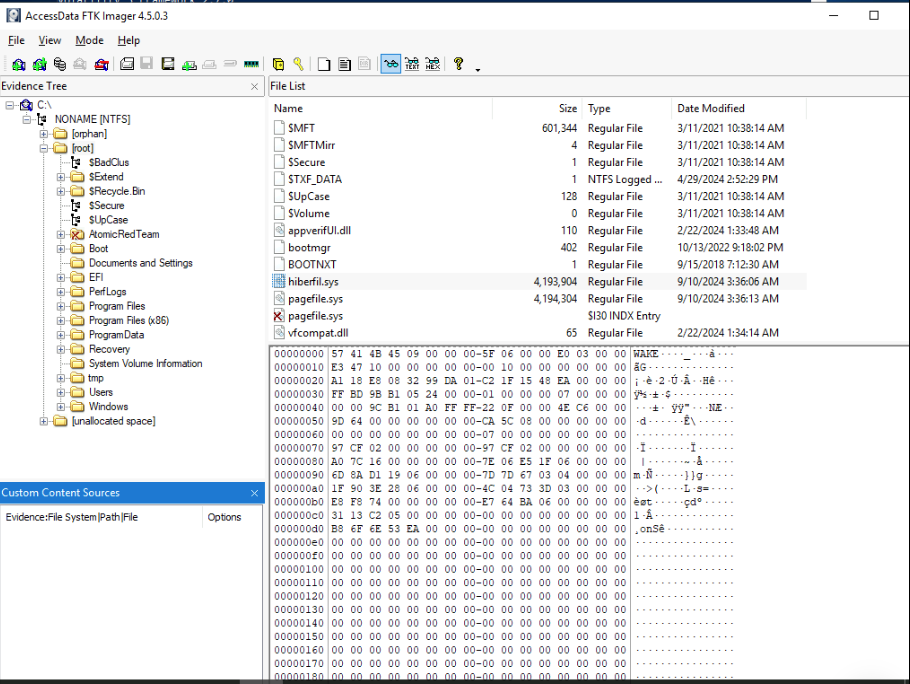 AccessData FTK Imager 4.5.0.3
File View Mode Help
Evidence Tree
File List
C:\
NONAME [NTFS]
[orphan]
[root]
$BadClus
$Extend
$Recycle.Bin
$Secure
$UpCase
AtomicRedTeam
Boot
Documents and Settings
EFI
PerfLogs
Program Files
Program Files (x86)
ProgramData
Recovery
System Volume Information
tmp
Users
Windows
[unallocated space]
Custom Content Sources
Evidence:File System|Path|File Options
Name Size Type Date Modified
$MFT 601,344 Regular File 3/11/2021 10:38:14 AM
$MFTMirr 4 Regular File 3/11/2021 10:38:14 AM
$Secure 1 Regular File 3/11/2021 10:38:14 AM
$TXF_DATA 1 NTFS Logged ... 4/29/2024 2:52:29 PM
$UpCase 128 Regular File 3/11/2021 10:38:14 AM
$Volume 0 Regular File 3/11/2021 10:38:14 AM
appverifUI.dll 110 Regular File 2/22/2024 1:33:48 AM
bootmgr 402 Regular File 10/13/2022 9:18:02 PM
BOOTNXT 1 Regular File 9/15/2018 7:12:30 AM
hiberfil.sys 4,193,904 Regular File 9/10/2024 3:36:06 AM
pagefile.sys 4,194,304 Regular File 9/10/2024 3:36:13 AM
pagefile.sys $I30 INDX Entry
vfcompat.dll 65 Regular File 2/22/2024 1:34:14 AM
00000000 57 41 4B 45 09 00 00 00-5F 06 00 00 E0 03 00 00 WAKE····_···à···
00000010 E3 47 10 00 00 00 00 00-00 10 00 00 00 00 00 00 ãG··············
00000020 A1 18 E8 08 32 99 DA 01-C2 1F 15 48 EA 00 00 00 ¡·è·2·Ú·Â··Hê···
00000030 FF BD 9B B1 05 24 00 00-01 00 00 00 07 00 00 00 ÿ½·±·$··········
00000040 00 00 9C B1 01 A0 FF FF-22 0F 00 00 4E C6 00 00 ···±· ÿÿ"···NÆ··
00000050 9D 64 00 00 00 00 00 00-CA 5C 08 00 00 00 00 00 ·d······Ê\······
00000060 00 00 00 00 00 00 00 00-07 00 00 00 00 00 00 00 ················
00000070 97 CF 02 00 00 00 00 00-97 CF 02 00 00 00 00 00 ·Ï·······Ï······
00000080 A0 7C 16 00 00 00 00 00-7E 06 E5 1F 06 00 00 00 |······~·å·····
00000090 6D 8A D1 19 06 00 00 00-7D 7D 67 03 04 00 00 00 m·Ñ·····}}g·····
000000a0 1F 90 3E 28 06 00 00 00-4C 04 73 3D 03 00 00 00 ··>(····L·s=····
000000b0 E8 F8 74 00 00 00 00 00-E7 64 BA 06 00 00 00 00 èøt·····çdº·····
000000c0 31 13 C2 05 00 00 00 00-00 00 00 00 00 00 00 00 1·Â·············
000000d0 B8 6F 6E 53 EA 00 00 00-00 00 00 00 00 00 00 00 ¸onSê···········
000000e0 00 00 00 00 00 00 00 00-00 00 00 00 00 00 00 00 ················
000000f0 00 00 00 00 00 00 00 00-00 00 00 00 00 00 00 00 ················
00000100 00 00 00 00 00 00 00 00-00 00 00 00 00 00 00 00 ················
00000110 00 00 00 00 00 00 00 00-00 00 00 00 00 00 00 00 ················
00000120 00 00 00 00 00 00 00 00-00 00 00 00 00 00 00 00 ················
00000130 00 00 00 00 00 00 00 00-00 00 00 00 00 00 00 00 ················
00000140 00 00 00 00 00 00 00 00-00 00 00 00 00 00 00 00 ················
00000150 00 00 00 00 00 00 00 00-00 00 00 00 00 00 00 00 ················
00000160 00 00 00 00 00 00 00 00-00 00 00 00 00 00 00 00 ················
00000170 00 00 00 00 00 00 00 00-00 00 00 00 00 00 00 00 ················
00000180 00 00 00 00 00 00 00 00-00 00 00 00 00 00 00 00 ················